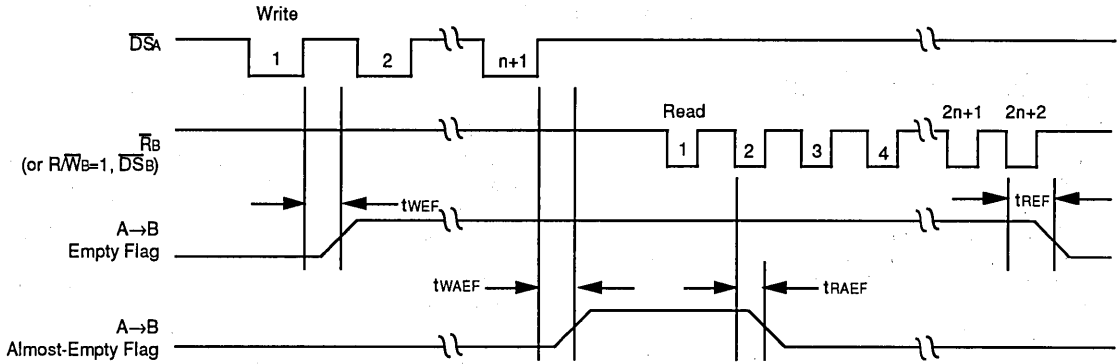 Write
DSA
1
2
n+1
Read
2n+1
2n+2
RB
(or R/WB=1, DSB)
1
2
3
4
tWEF
tREF
A→B
Empty Flag
tWAEF
tRAEF
A→B
Almost-Empty Flag